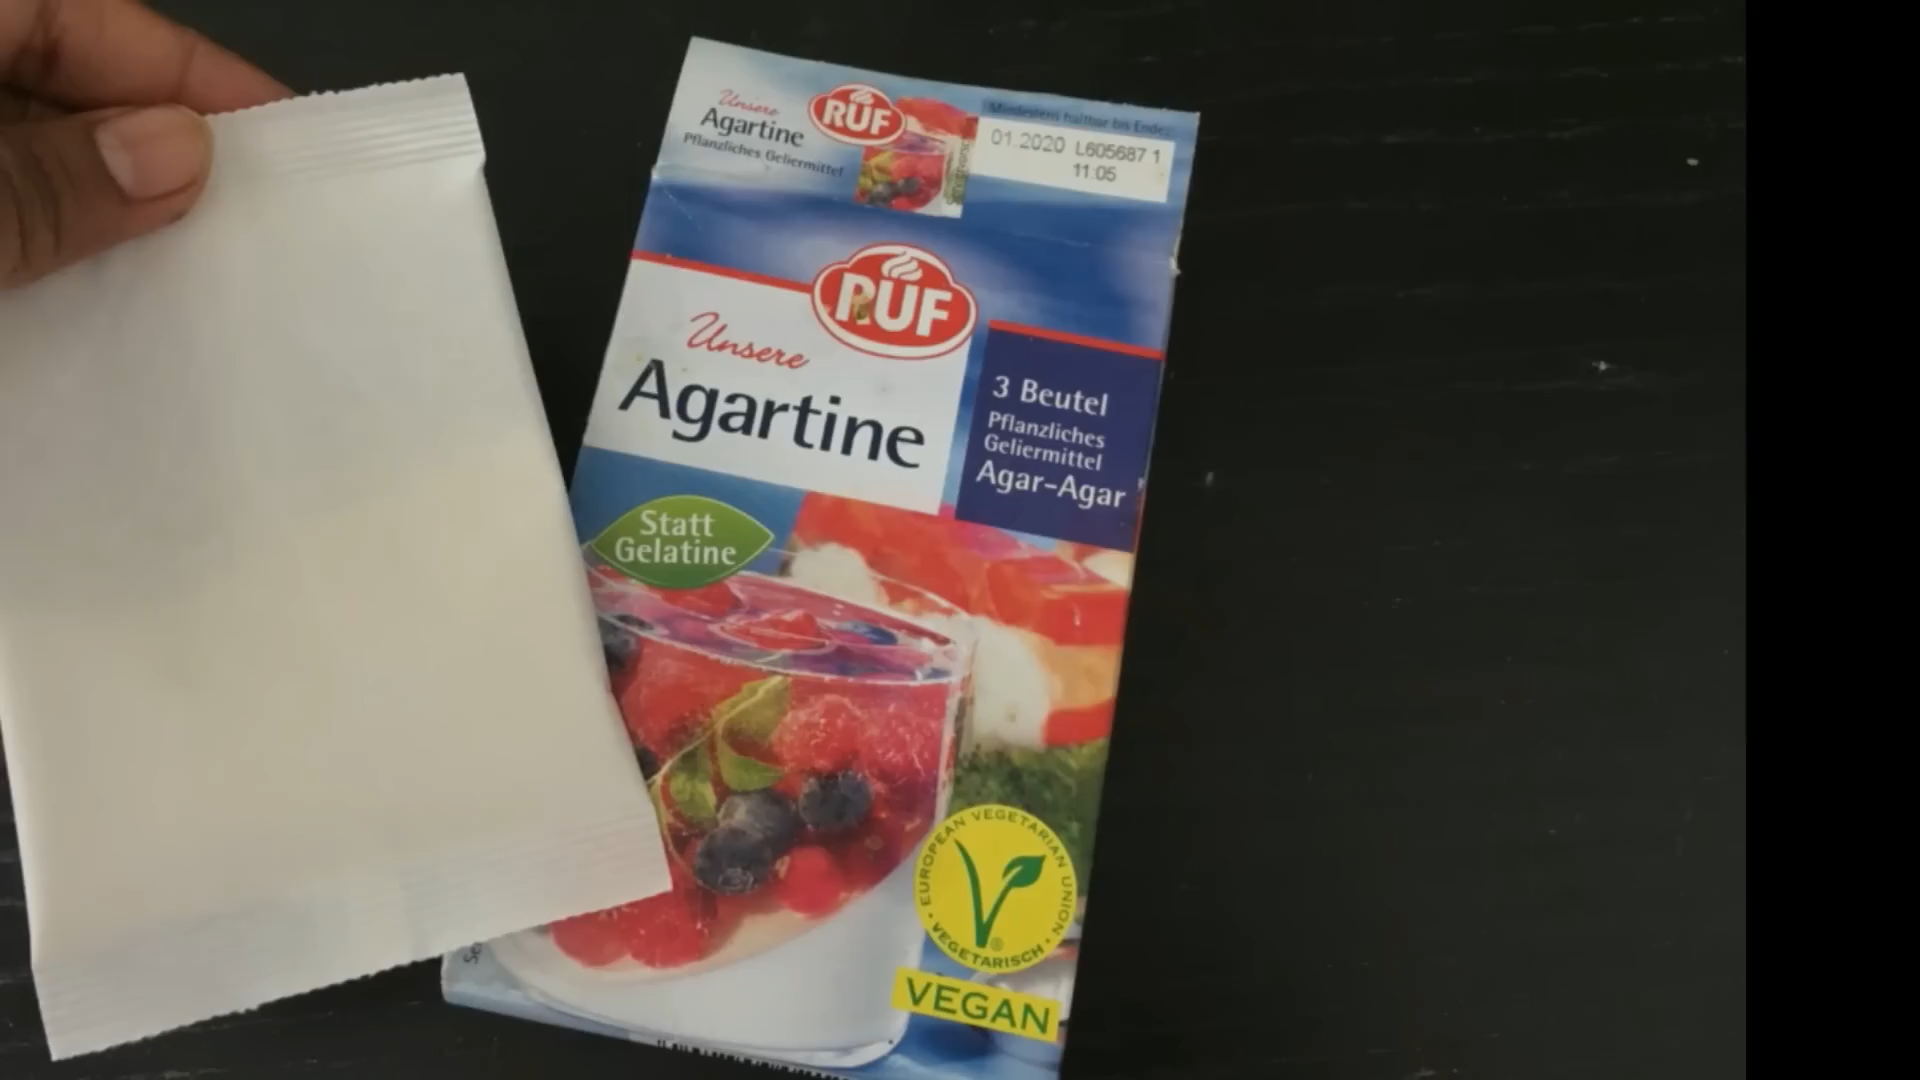 Unsere
Agartine
Pflanzliches Geliermittel
RUF
Mindestens haltbar bis Ende:
01.2020 L605687 1
11:05
RUF
Unsere
Agartine
3 Beutel
Pflanzliches
Geliermittel
Agar-Agar
Statt
Gelatine
EUROPEAN VEGETARIAN UNION
VEGETARISCH
VEGAN